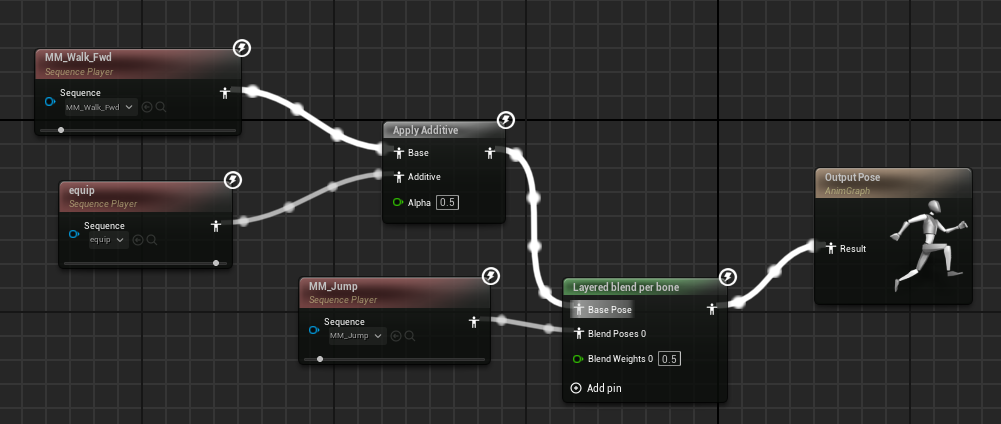 MM_Walk_Fwd
Sequence Player
Sequence
MM_Walk_Fwd
equip
Sequence Player
Sequence
equip
Apply Additive
Base
Additive
Alpha 0.5
MM_Jump
Sequence Player
Sequence
MM_Jump
Layered blend per bone
Base Pose
Blend Poses 0
Blend Weights 0 0.5
Add pin
Output Pose
AnimGraph
Result